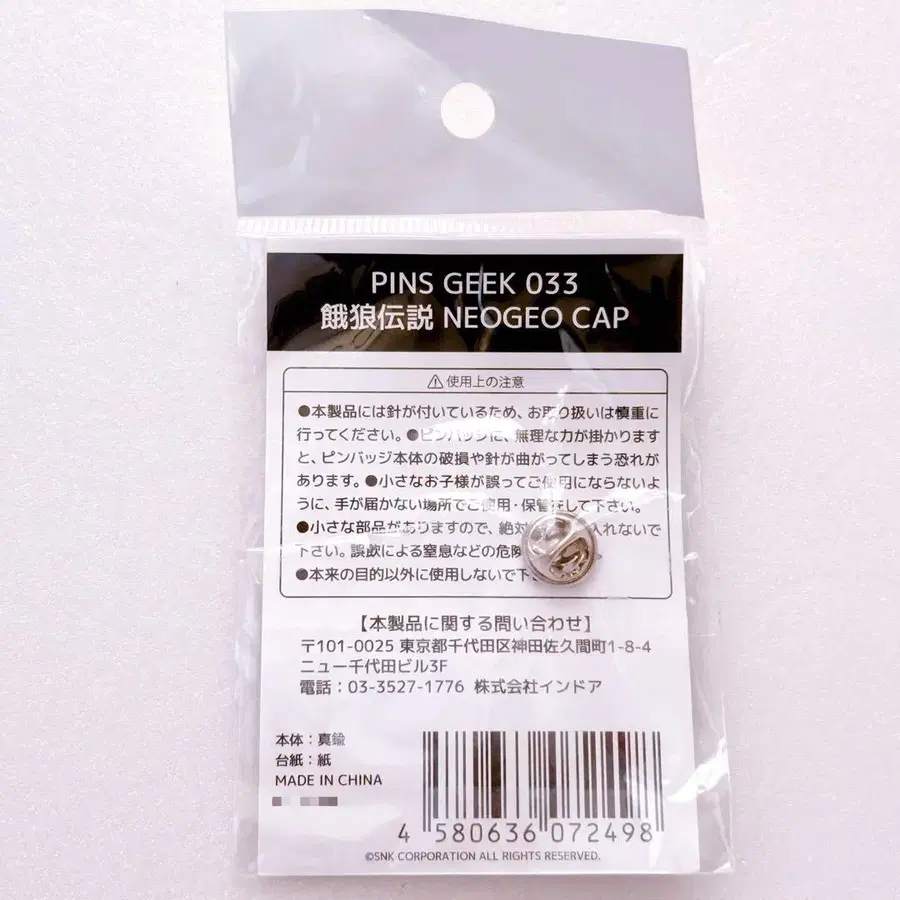 PINS GEEK 033
餓狼伝説 NEOGEO CAP
⚠使用上の注意
●本製品には針が付いているため、お取り扱いは慎重に
行ってください。●ピンバッジに、無理な力が掛かります
と、ピンバッジ本体の破損や針が曲がってしまう恐れが
あります。●小さなお子様が誤ってご使用にならないよ
うに、手が届かない場所でご使用・保管をして下さい。
●小さな部品がありますので、絶対 入れないで
下さい。誤飲による窒息などの危険
●本来の目的以外に使用しないで下
【本製品に関する問い合わせ】
〒101-0025 東京都千代田区神田佐久間町1-8-4
ニュー千代田ビル3F
電話：03-3527-1776 株式会社インドア
本体：真鍮
台紙：紙
MADE IN CHINA
4 580636 072498
©SNK CORPORATION ALL RIGHTS RESERVED.